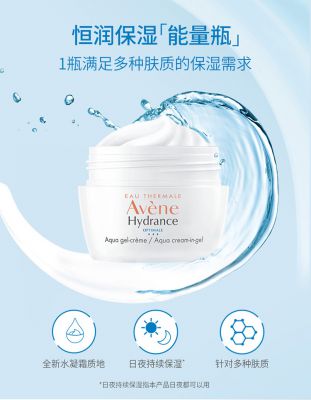 恒润保湿「能量瓶」
1瓶满足多种肤质的保湿需求
EAU THERMALE
Avène
Hydrance
OPTIMALE
Aqua gel-crème / Aqua cream-in-gel
全新水凝霜质地
日夜持续保湿*
针对多种肤质
*日夜持续保湿指本产品日夜都可以用